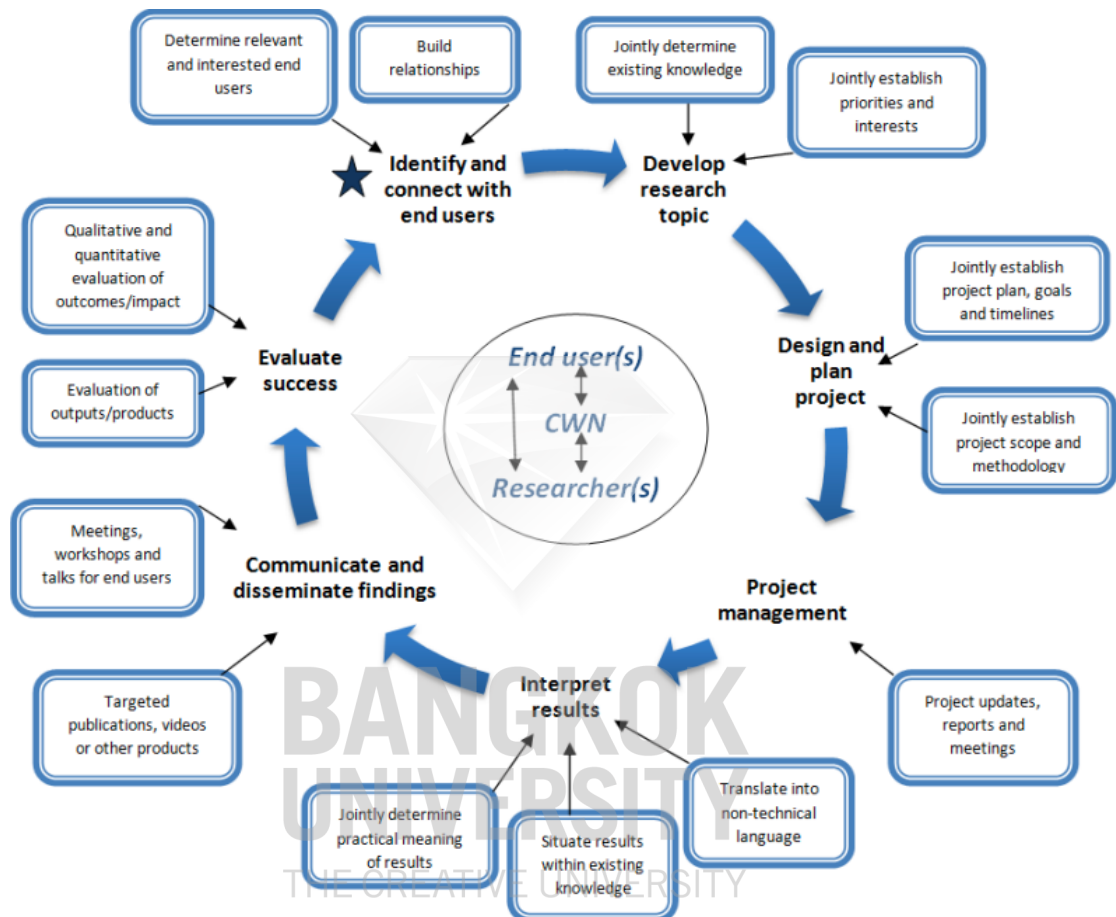 Determine relevant
and interested end
users
Build
relationships
Jointly determine
existing knowledge
Jointly establish
priorities and
interests
Identify and
connect with
end users
Develop
research
topic
Qualitative and
quantitative
evaluation of
outcomes/impact
Jointly establish
project plan, goals
and timelines
Evaluate
success
End user(s)
CWN
Researcher(s)
Design and
plan
project
Evaluation of
outputs/products
Jointly establish
project scope and
methodology
Meetings,
workshops and
talks for end users
Communicate and
disseminate findings
Project
management
Targeted
publications, videos
or other products
Interpret
results
Project updates,
reports and
meetings
Jointly determine
practical meaning
of results
Situate results
within existing
knowledge
Translate into
non-technical
language
BANGKOK
UNIVERSITY
THE CREATIVE UNIVERSITY